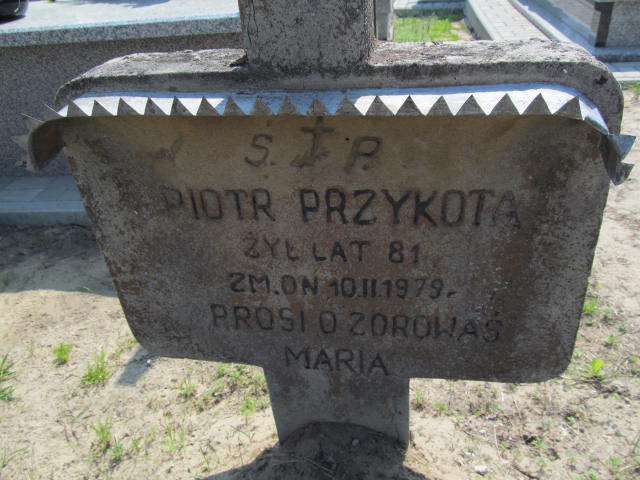 Ś. P.
PIOTR PRZYKOTA
ŻYŁ LAT 81
ZM. DN 10.II.1979.
PROSI O ZDROWAŚ
MARIA